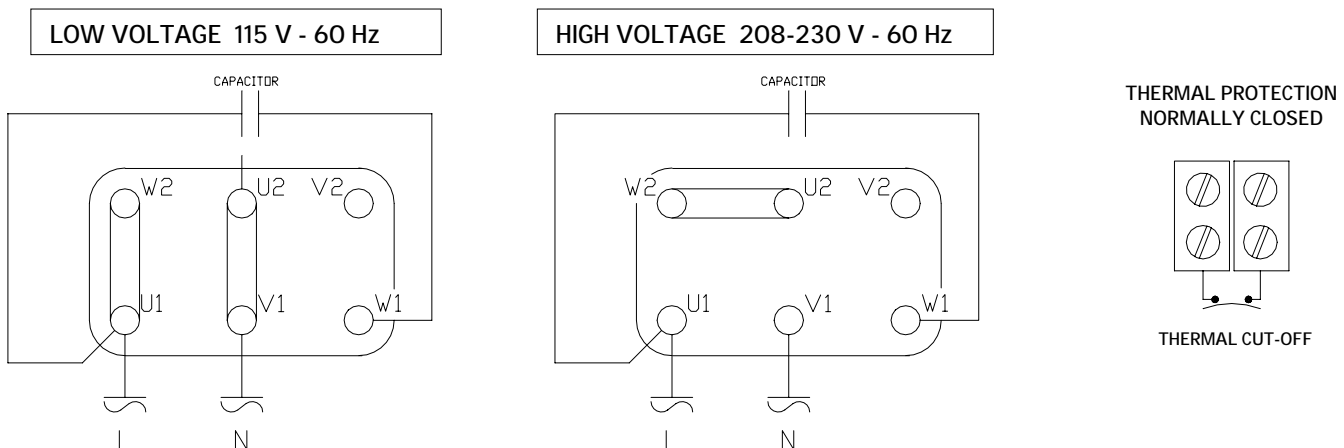 LOW VOLTAGE 115 V - 60 Hz
CAPACITOR
W2 U2 V2
U1 V1 W1
L N
HIGH VOLTAGE 208-230 V - 60 Hz
CAPACITOR
W2 U2 V2
U1 V1 W1
L N
THERMAL PROTECTION
NORMALLY CLOSED
THERMAL CUT-OFF